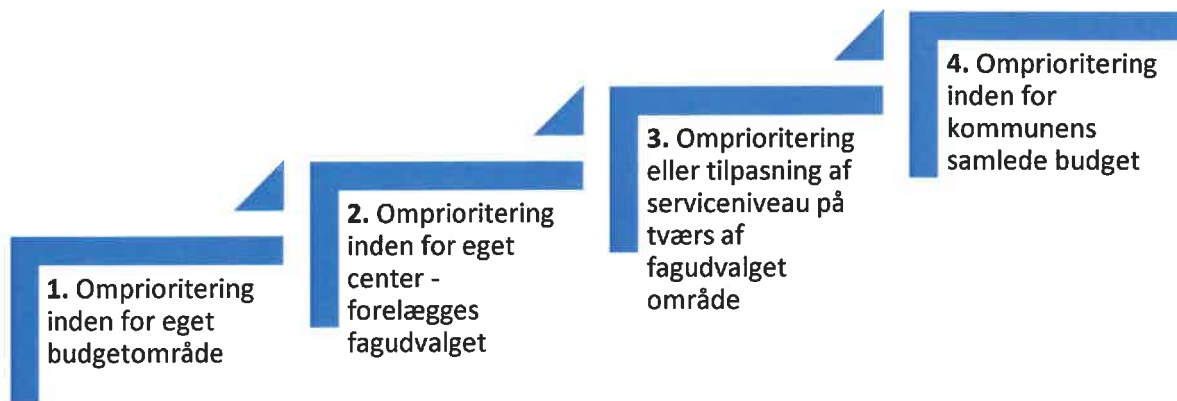 1. Omprioritering
inden for eget
budgetområde
2. Omprioritering
inden for eget
center -
forelægges
fagudvalget
3. Omprioritering
eller tilpasning af
serviceniveau på
tværs af
fagudvalget
område
4. Omprioritering
inden for
kommunens
samlede budget